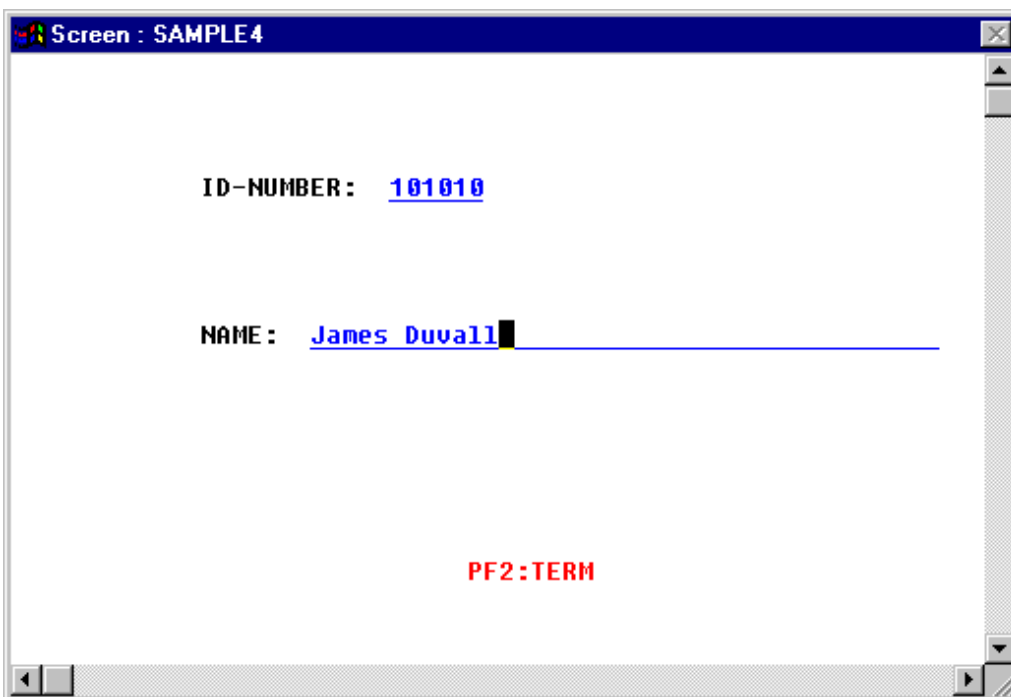 Screen : SAMPLE4
ID-NUMBER: 101010
NAME: James Duvall
PF2:TERM